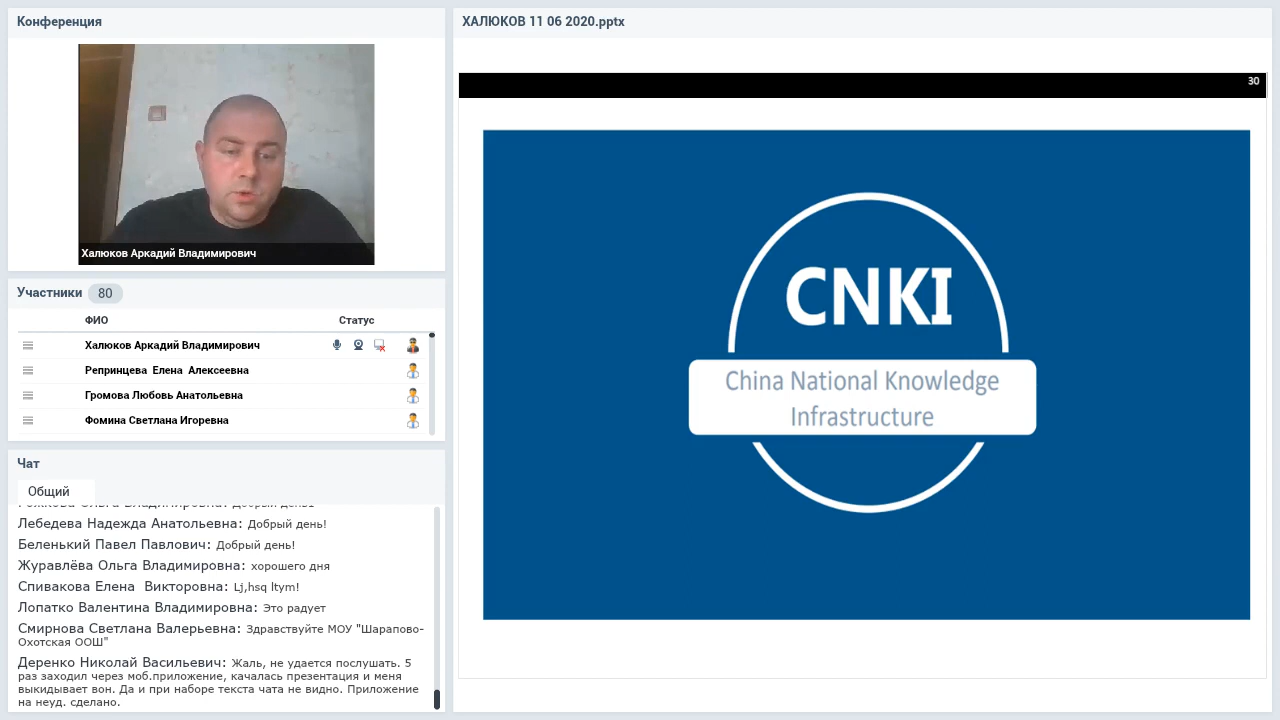 Конференция
Халюков Аркадий Владимирович
Участники 80
ФИО Статус
Халюков Аркадий Владимирович
Репринцева Елена Алексеевна
Громова Любовь Анатольевна
Фомина Светлана Игоревна
Чат
Общий
Лебедева Надежда Анатольевна: Добрый день!
Беленький Павел Павлович: Добрый день!
Журавлёва Ольга Владимировна: хорошего дня
Спивакова Елена Викторовна: Lj,hsq ltym!
Лопатко Валентина Владимировна: Это радует
Смирнова Светлана Валерьевна: Здравствуйте МОУ "Шарапово-
Охотская ООШ"
Деренко Николай Васильевич: Жаль, не удается послушать. 5
раз заходил через моб.приложение, качалась презентация и меня
выкидывает вон. Да и при наборе текста чата не видно. Приложение
на неуд. сделано.
ХАЛЮКОВ 11 06 2020.pptx
30
CNKI
China National Knowledge
Infrastructure